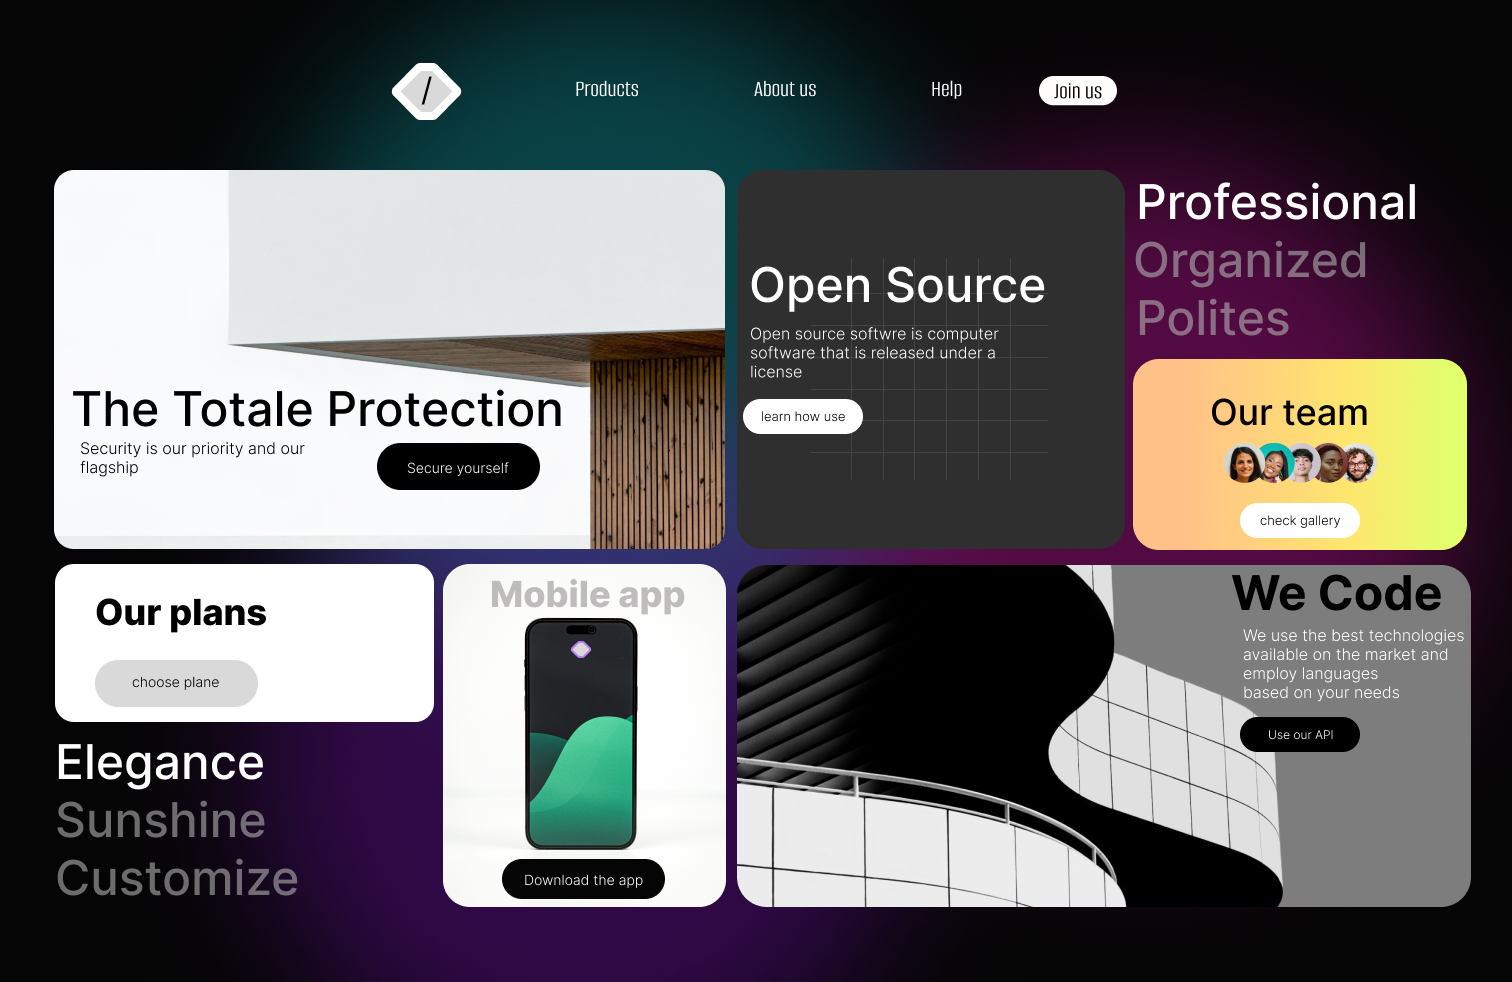 /
Products
About us
Help
Join us
The Totale Protection
Security is our priority and our
flagship
Secure yourself
Open Source
Open source softwre is computer
software that is released under a
license
learn how use
Professional
Organized
Polites
Our team
check gallery
Our plans
choose plane
Elegance
Sunshine
Customize
Mobile app
Download the app
We Code
We use the best technologies
available on the market and
employ languages
based on your needs
Use our API